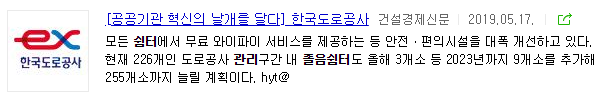 [공공기관 혁신의 날개를 달다] 한국도로공사 건설경제신문 2019.05.17.
모든 쉼터에서 무료 와이파이 서비스를 제공하는 등 안전·편의시설을 대폭 개선하고 있다.
현재 226개인 도로공사 관리구간 내 졸음쉼터도 올해 3개소 등 2023년까지 9개소를 추가해
255개소까지 늘릴 계획이다. hyt@
ex
한국도로공사